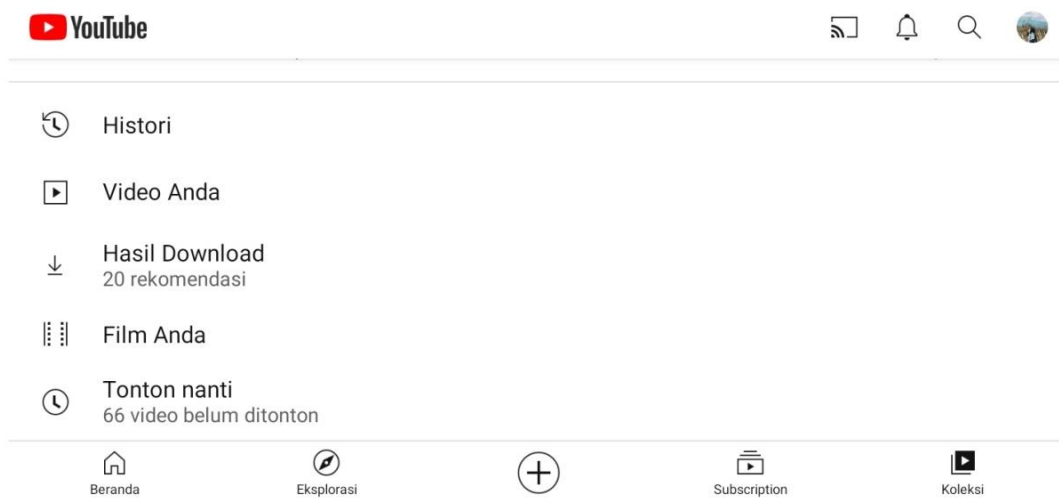 YouTube
Histori
Video Anda
Hasil Download
20 rekomendasi
Film Anda
Tonton nanti
66 video belum ditonton
Beranda
Eksplorasi
Subscription
Koleksi